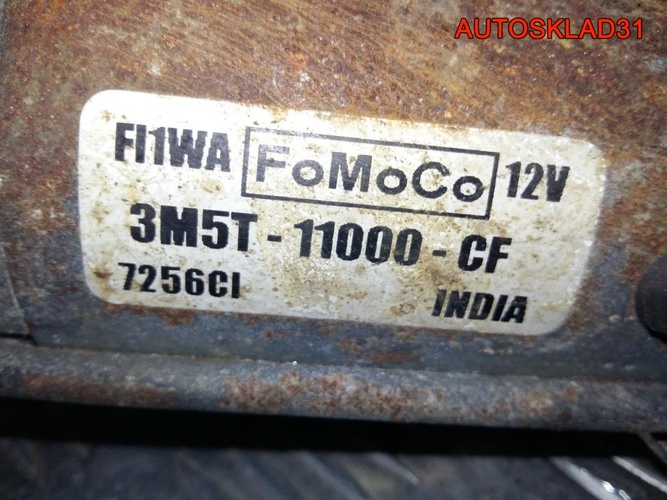 AUTOSKLAD31
FI1WA FoMoCo 12V
3M5T - 11000 - CF
7256CI INDIA